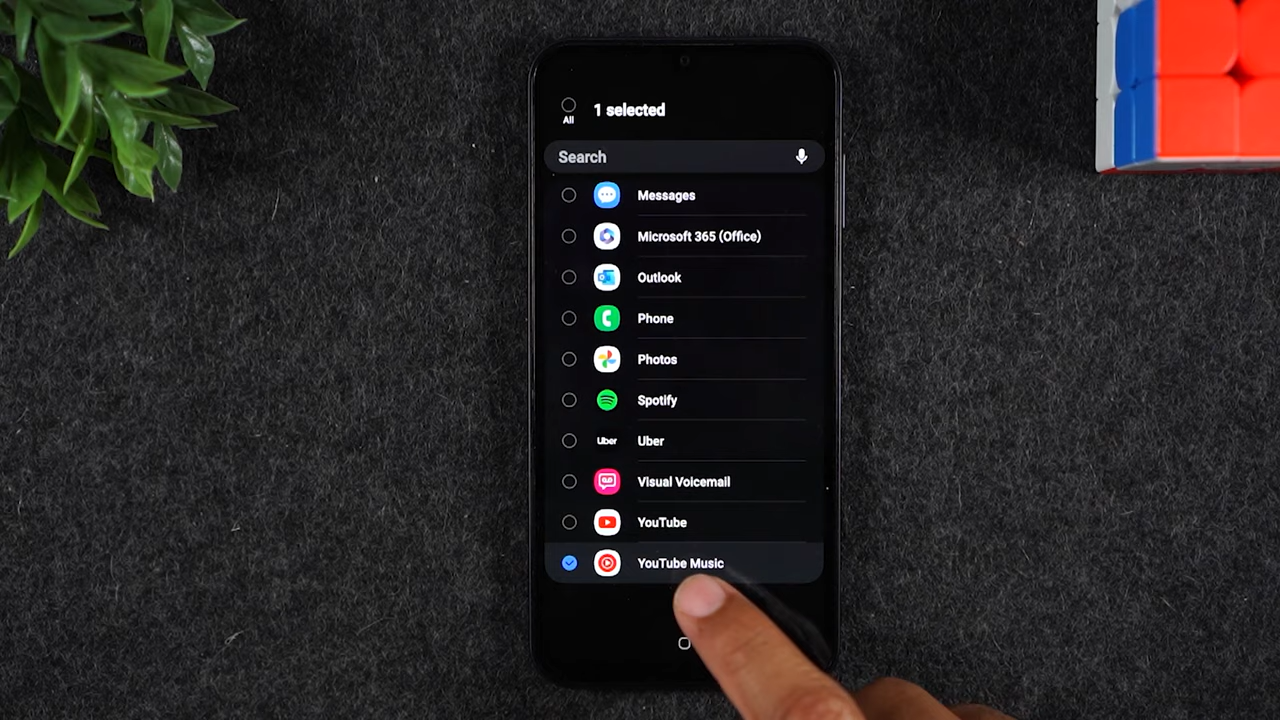 1 selected
All
Search
Messages
Microsoft 365 (Office)
Outlook
Phone
Photos
Spotify
Uber Uber
Visual Voicemail
YouTube
YouTube Music